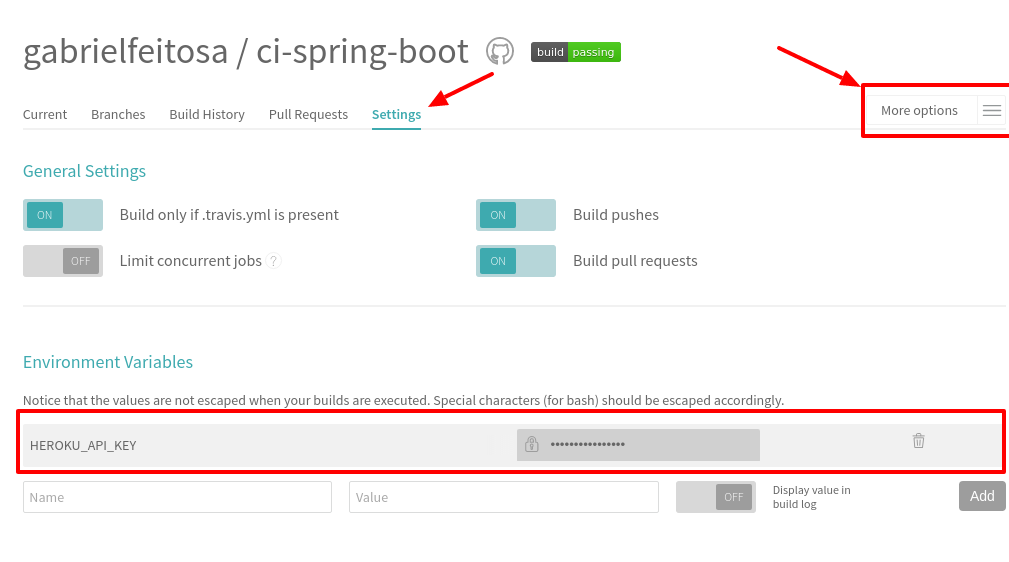 gabrielfeitosa / ci-spring-boot build passing
Current Branches Build History Pull Requests Settings More options
General Settings
ON Build only if .travis.yml is present ON Build pushes
OFF Limit concurrent jobs ? ON Build pull requests
Environment Variables
Notice that the values are not escaped when your builds are executed. Special characters (for bash) should be escaped accordingly.
HEROKU_API_KEY ••••••••••••••••
Name Value OFF Display value in
build log Add